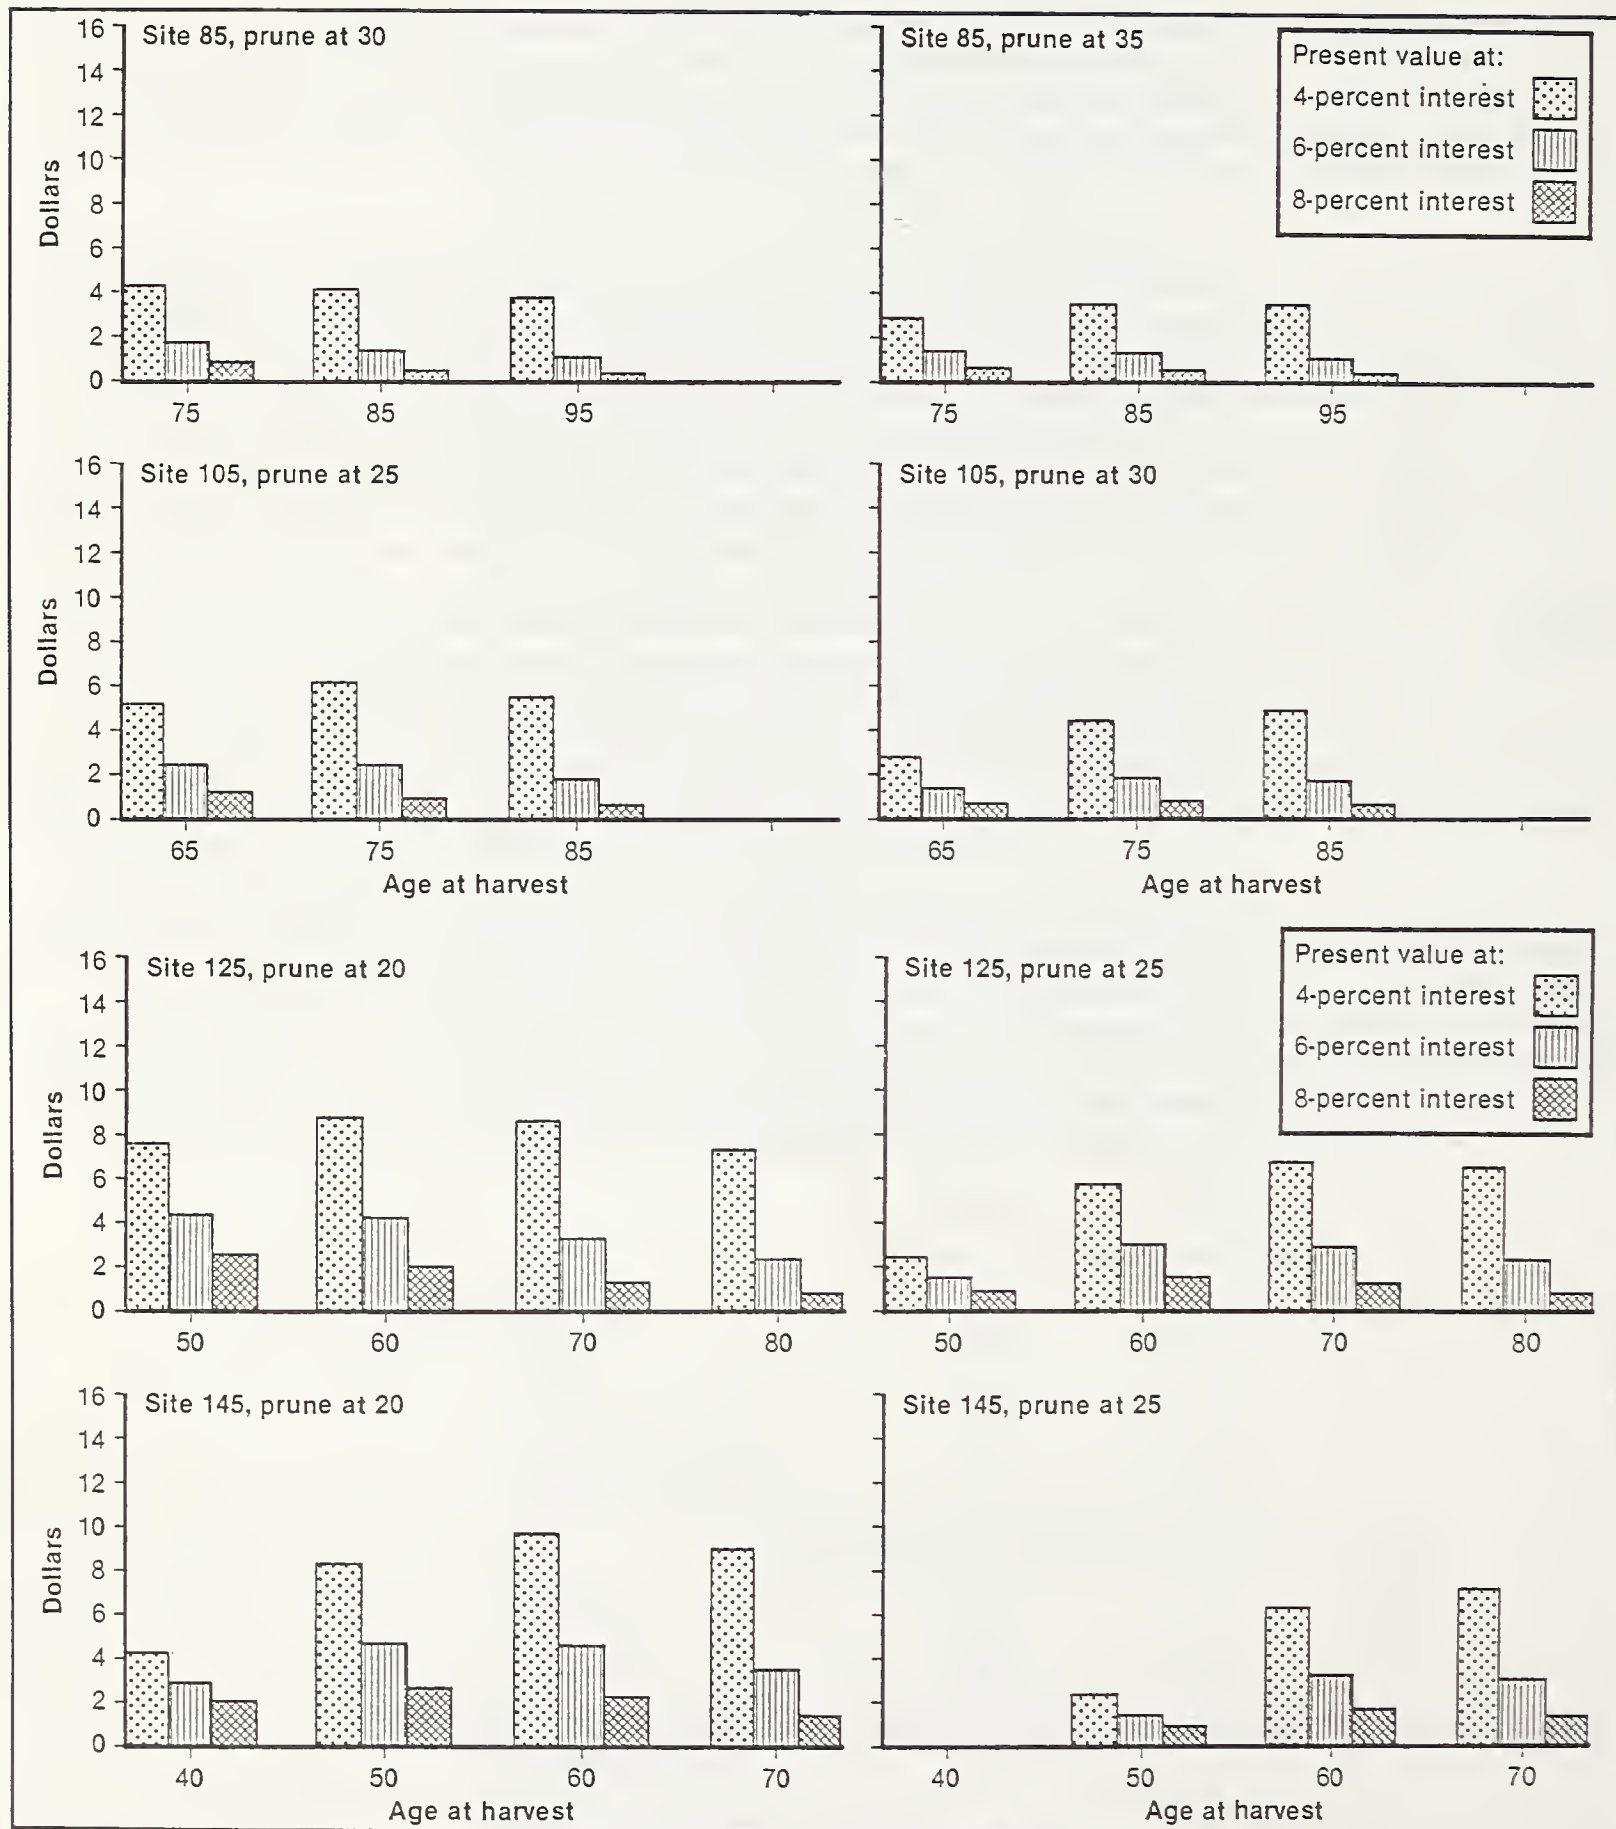 Site 85, prune at 30
16
14
12
10
8
6
4
2
0
Dollars
75 85 95
Site 85, prune at 35
75 85 95
Present value at:
4-percent interest
6-percent interest
8-percent interest
Site 105, prune at 25
16
14
12
10
8
6
4
2
0
Dollars
65 75 85
Age at harvest
Site 105, prune at 30
65 75 85
Age at harvest
Site 125, prune at 20
16
14
12
10
8
6
4
2
0
Dollars
50 60 70 80
Site 125, prune at 25
50 60 70 80
Present value at:
4-percent interest
6-percent interest
8-percent interest
Site 145, prune at 20
16
14
12
10
8
6
4
2
0
Dollars
40 50 60 70
Age at harvest
Site 145, prune at 25
40 50 60 70
Age at harvest